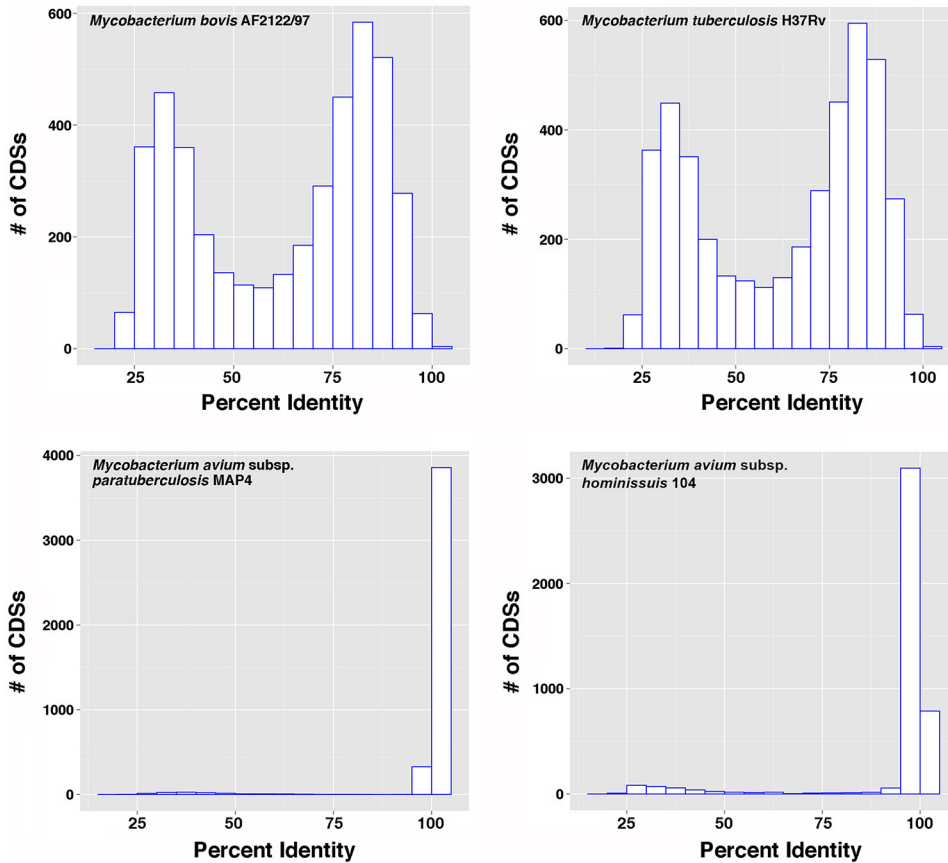 Mycobacterium bovis AF2122/97
600
400
200
0
# of CDSs
25 50 75 100
Percent Identity
Mycobacterium tuberculosis H37Rv
600
400
200
0
# of CDSs
25 50 75 100
Percent Identity
Mycobacterium avium subsp.
paratuberculosis MAP4
4000
3000
2000
1000
0
# of CDSs
25 50 75 100
Percent Identity
Mycobacterium avium subsp.
hominissuis 104
3000
2000
1000
0
# of CDSs
25 50 75 100
Percent Identity